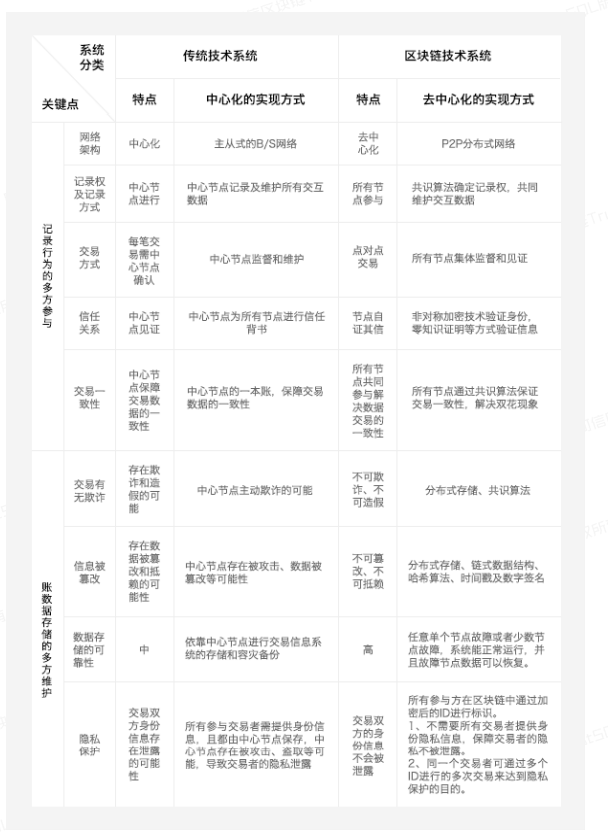 系统
分类
传统技术系统
区块链技术系统
关键点
特点
中心化的实现方式
特点
去中心化的实现方式
记录行为的多方参与
网络
架构
中心化
主从式的B/S网络
去中
心化
P2P分布式网络
记录权
及记录
方式
中心节
点进行
中心节点记录及维护所有交互
数据
所有节
点参与
共识算法确定记录权，共同
维护交互数据
交易
方式
每笔交
易需中
心节点
确认
中心节点监督和维护
点对点
交易
所有节点集体监督和见证
信任
关系
中心节
点见证
中心节点为所有节点进行信任
背书
节点自
证其信
非对称加密技术验证身份，
零知识证明等方式验证信息
交易一
致性
中心节
点保障
交易数
据的一
致性
中心节点的一本账，保障交易
数据的一致性
所有节
点共同
参与解
决数据
交易的
一致性
所有节点通过共识算法保证
交易一致性，解决双花现象
账数据存储的多方维护
交易有
无欺诈
存在欺
诈和造
假的可
能
中心节点主动欺诈的可能
不可欺
诈、不
可造假
分布式存储、共识算法
信息被
篡改
存在数
据被篡
改和抵
赖的可
能性
中心节点存在被攻击、数据被
篡改等可能性
不可篡
改、不
可抵赖
分布式存储、链式数据结构、
哈希算法、时间戳及数字签名
数据存
储的可
靠性
中
依靠中心节点进行交易信息系
统的存储和容灾备份
高
任意单个节点故障或者少数节
点故障，系统能正常运行，并
且故障节点数据可以恢复。
隐私
保护
交易双
方身份
信息存
在泄露
的可能
性
所有参与交易者需提供身份信
息，且都由中心节点保存，中
心节点存在被攻击、盗取等可
能，导致交易者的隐私泄露
交易双
方的身
份信息
不会被
泄露
所有参与方在区块链中通过加
密后的ID进行标识。
1、不需要所有交易者提供身
份隐私信息，保障交易者的隐
私不被泄露。
2、同一个交易者可通过多个
ID进行的多次交易来达到隐私
保护的目的。